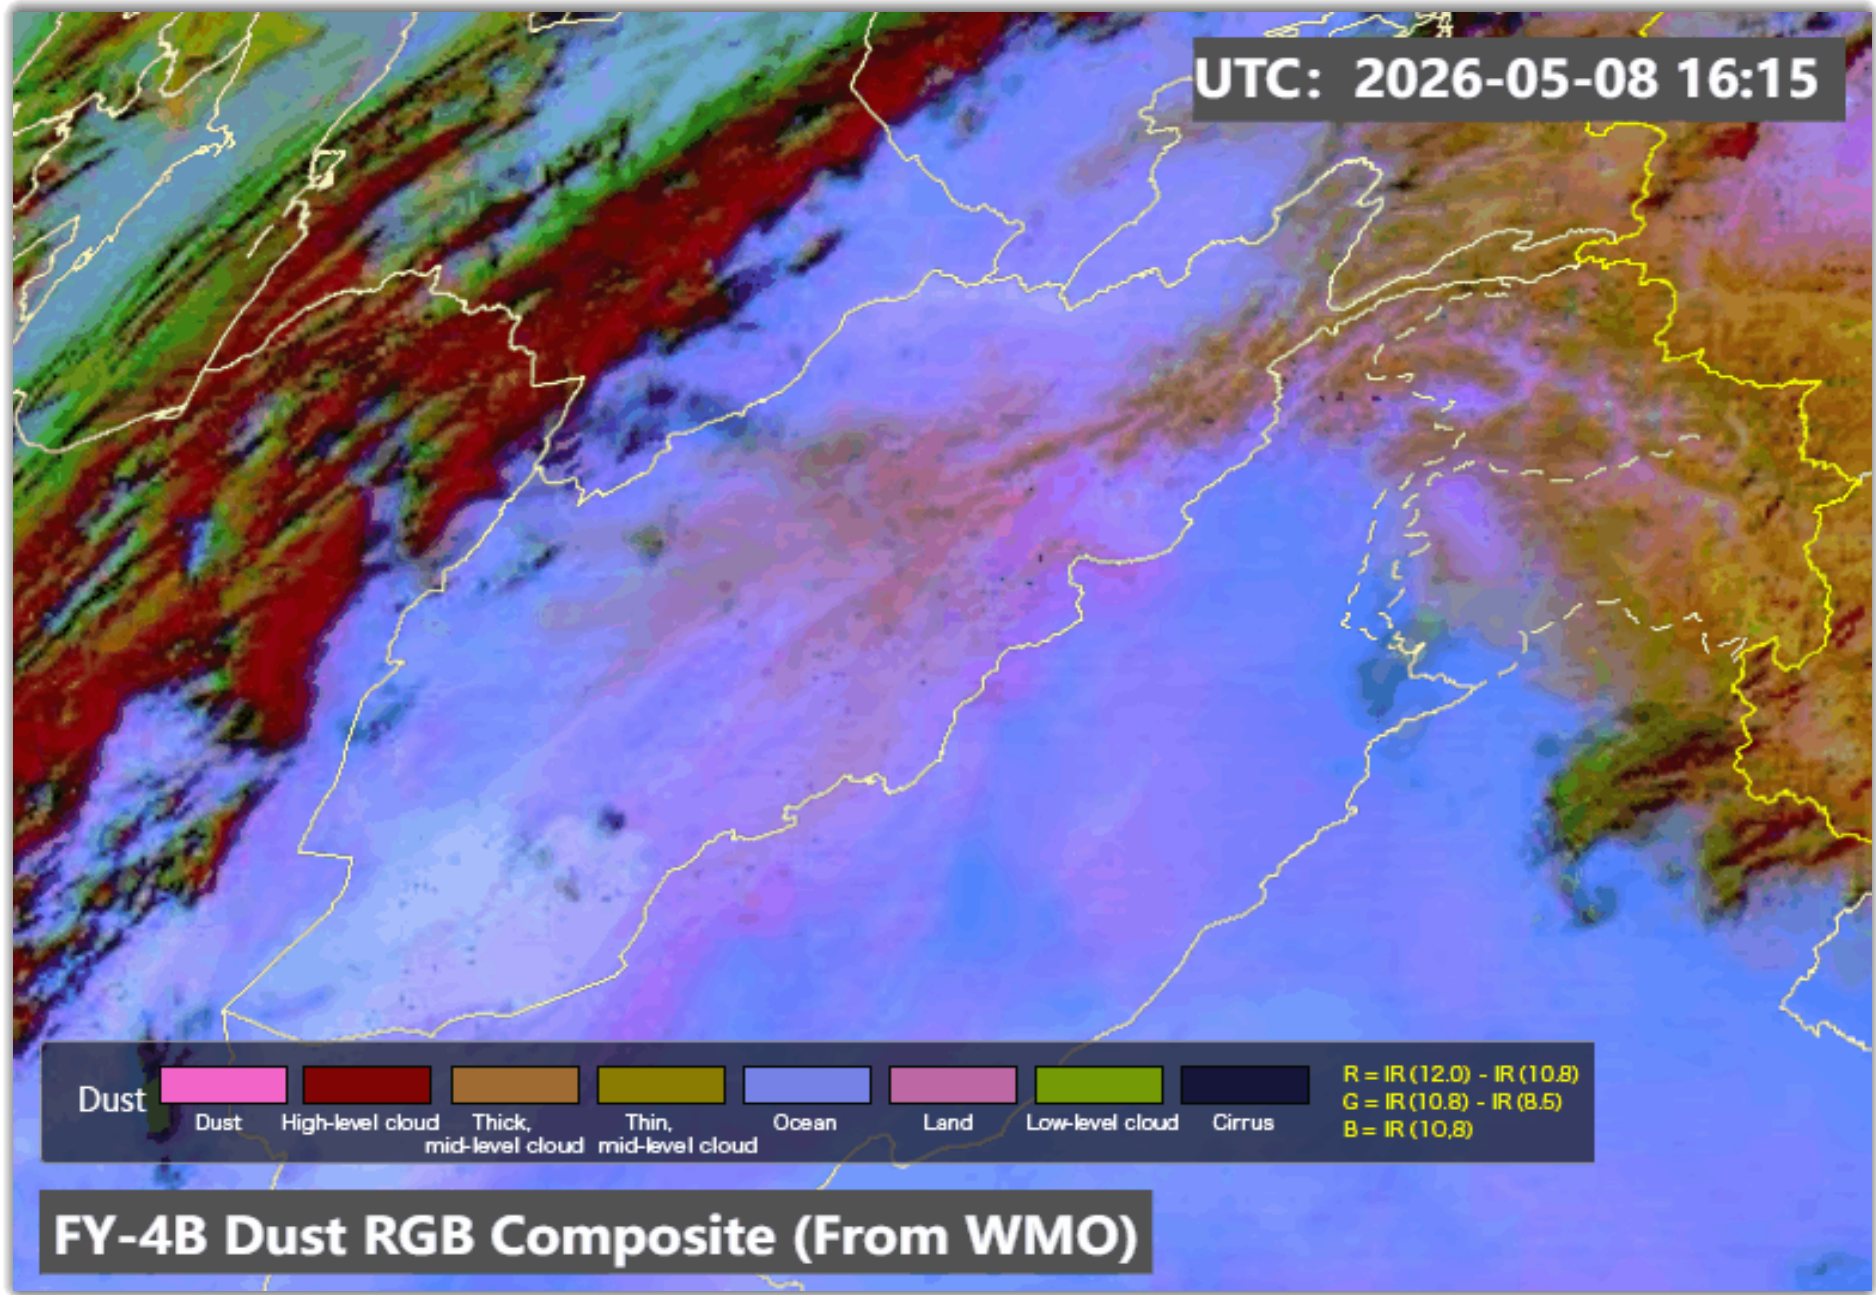 UTC: 2026-05-08 16:15
Dust
Dust
High-level cloud
Thick,
mid-level cloud
Thin,
mid-level cloud
Ocean
Land
Low-level cloud
Cirrus
R = IR (12.0) - IR (10.8)
G = IR (10.8) - IR (8.5)
B = IR (10,8)
FY-4B Dust RGB Composite (From WMO)